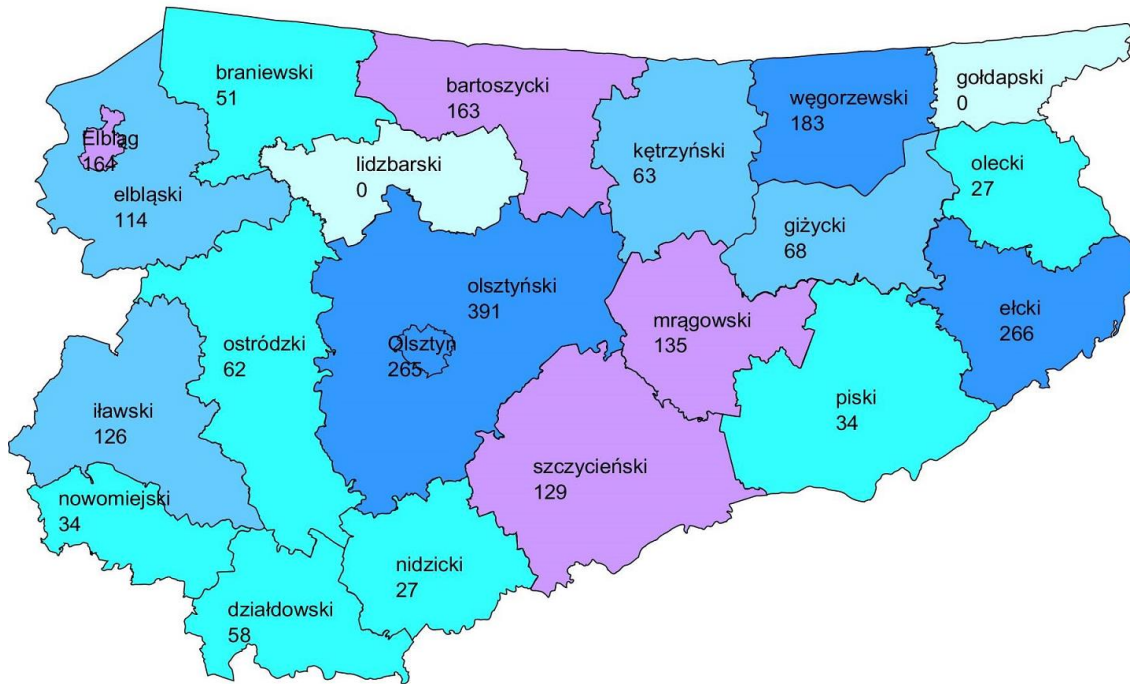 braniewski
51
bartoszycki
163
gołdapski
0
węgorzewski
183
Elbląg
164
lidzbarski
0
kętrzyński
63
olecki
27
elbląski
114
giżycki
68
olsztyński
391
ełcki
266
mrągowski
135
ostródzki
62
Olsztyn
265
piski
34
iławski
126
szczycieński
129
nowomiejski
34
nidzicki
27
działdowski
58